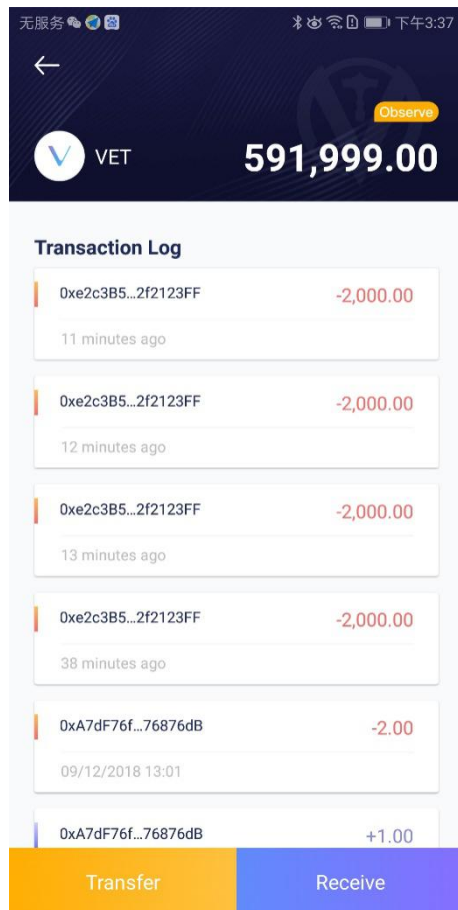 无服务 下午3:37
Observe
VET 591,999.00
Transaction Log
0xe2c3B5...2f2123FF -2,000.00
11 minutes ago
0xe2c3B5...2f2123FF -2,000.00
12 minutes ago
0xe2c3B5...2f2123FF -2,000.00
13 minutes ago
0xe2c3B5...2f2123FF -2,000.00
38 minutes ago
0xA7dF76f...76876dB -2.00
09/12/2018 13:01
0xA7dF76f...76876dB +1.00
Transfer Receive